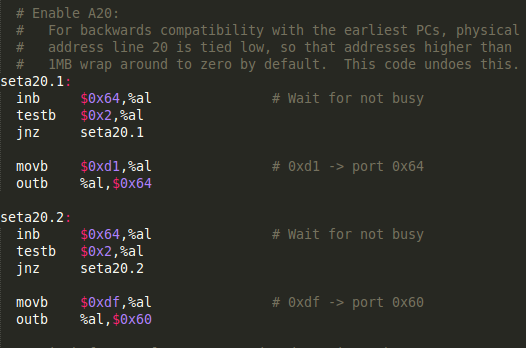 # Enable A20:
#   For backwards compatibility with the earliest PCs, physical
#   address line 20 is tied low, so that addresses higher than
#   1MB wrap around to zero by default.  This code undoes this.
seta20.1:
  inb     $0x64,%al               # Wait for not busy
  testb   $0x2,%al
  jnz     seta20.1

  movb    $0xd1,%al               # 0xd1 -> port 0x64
  outb    %al,$0x64

seta20.2:
  inb     $0x64,%al               # Wait for not busy
  testb   $0x2,%al
  jnz     seta20.2

  movb    $0xdf,%al               # 0xdf -> port 0x60
  outb    %al,$0x60